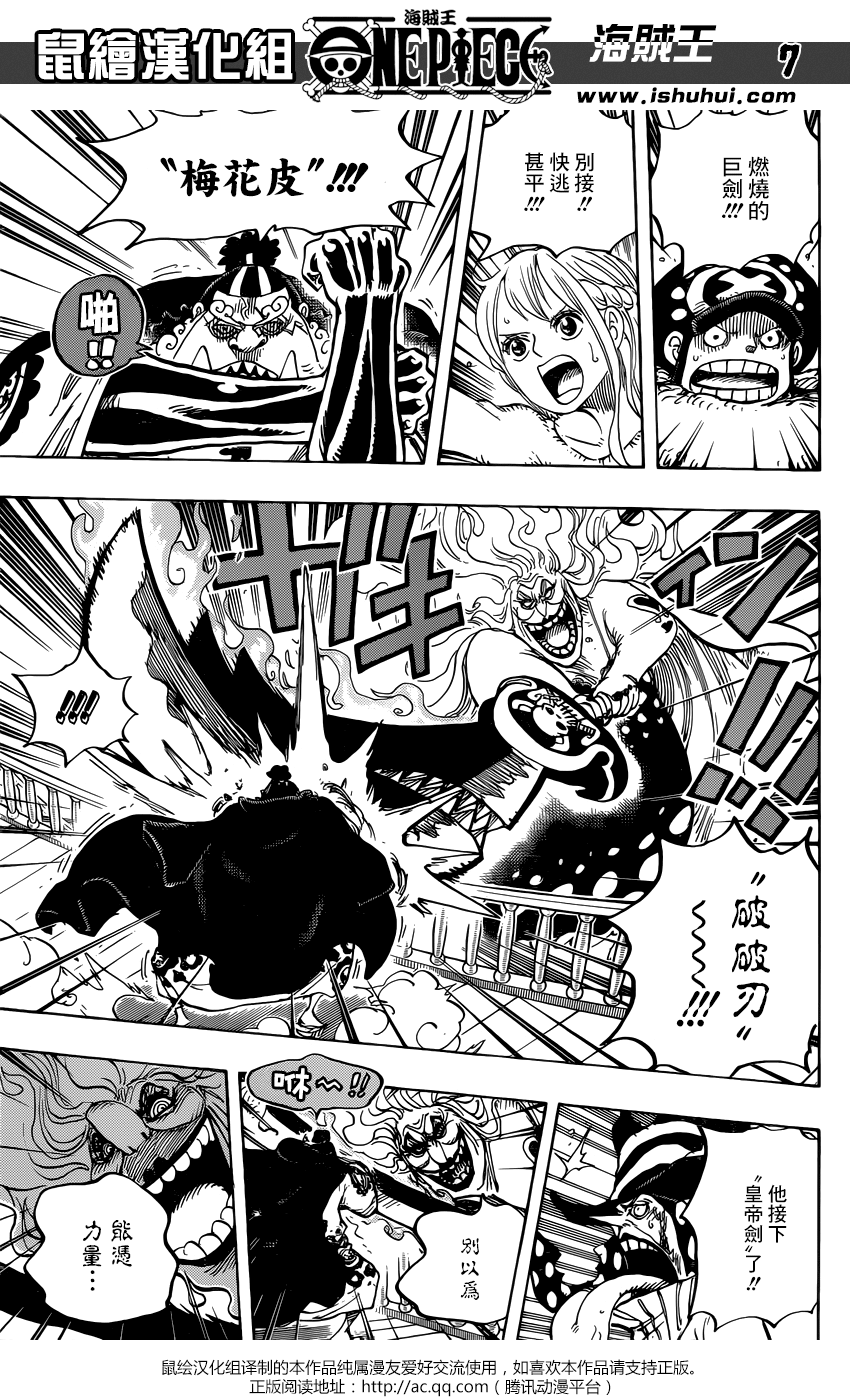 鼠繪漢化組
海賊王
ONE PIECE
海賊王
7
www.ishuhui.com
燃燒的
巨劍!!!
別接!!
快逃
甚平!!!
〝梅花皮〞!!!
啪!!
ギギィン!!!
!!!
〝破破刃〞
!!!
他接下
〝皇帝劍〞了!!
咻~!!
別以為
能憑
力量…
鼠绘汉化组译制的本作品纯属漫友爱好交流使用，如喜欢本作品请支持正版。
正版阅读地址：http://ac.qq.com（腾讯动漫平台）